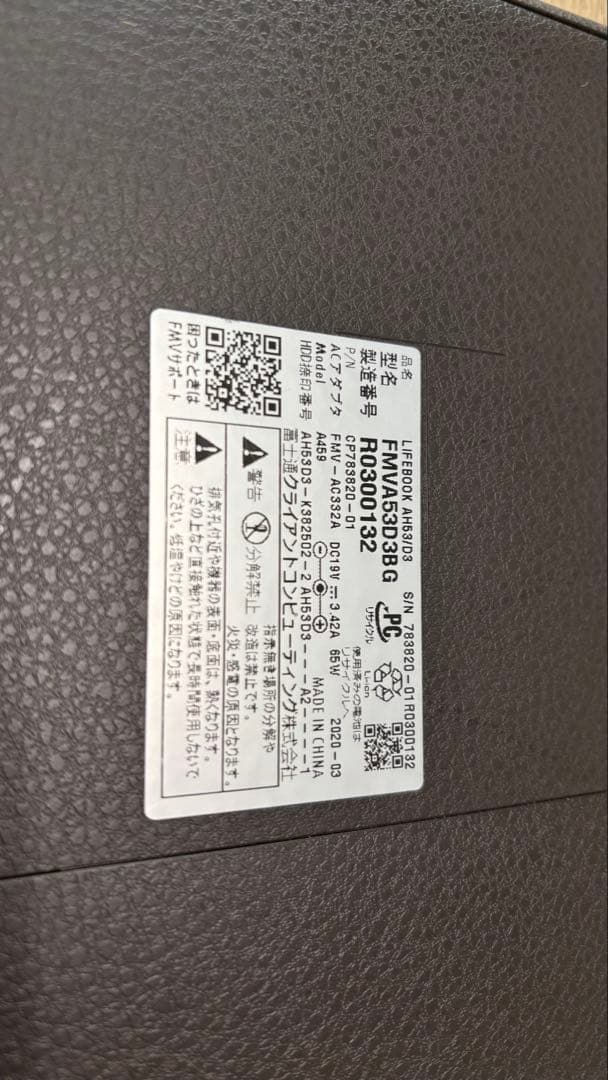 品名 LIFEBOOK AH53/D3 S/N 783820-01R0300132
型名 FMVA53D3BG
製造番号 R0300132
P/N CP783820-01
PC リサイクル
Li-ion
使用済みの電池は
リサイクルへ
ACアダプタ FMV-AC332A DC19V 3.42A 65W 2020-03
Model A459 MADE IN CHINA
HDD捺印番号 AH53D3-K382502-2 AH53D3---A2----1
富士通クライアントコンピューティング株式会社
困ったときは
FMVサポート
警告 分解禁止
指示無き場所の分解や
改造は禁止です。
火災・感電の原因となります。
注意
排気孔付近や機器の表面・底面は、熱くなります。
ひざの上など直接触れた状態で長時間使用しないで
ください。低温やけどの原因になります。